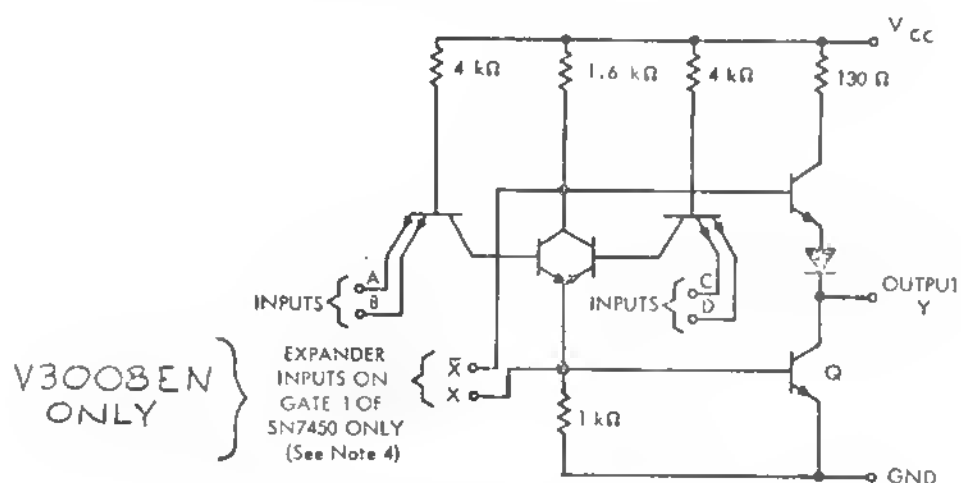 V CC
4 kΩ
1.6 kΩ
4 kΩ
130 Ω
INPUTS
A
B
INPUTS
C
D
OUTPUT
Y
V3008EN
ONLY
EXPANDER
INPUTS ON
GATE 1 OF
SN7450 ONLY
(See Note 4)
X̄
X
Q
1 kΩ
GND